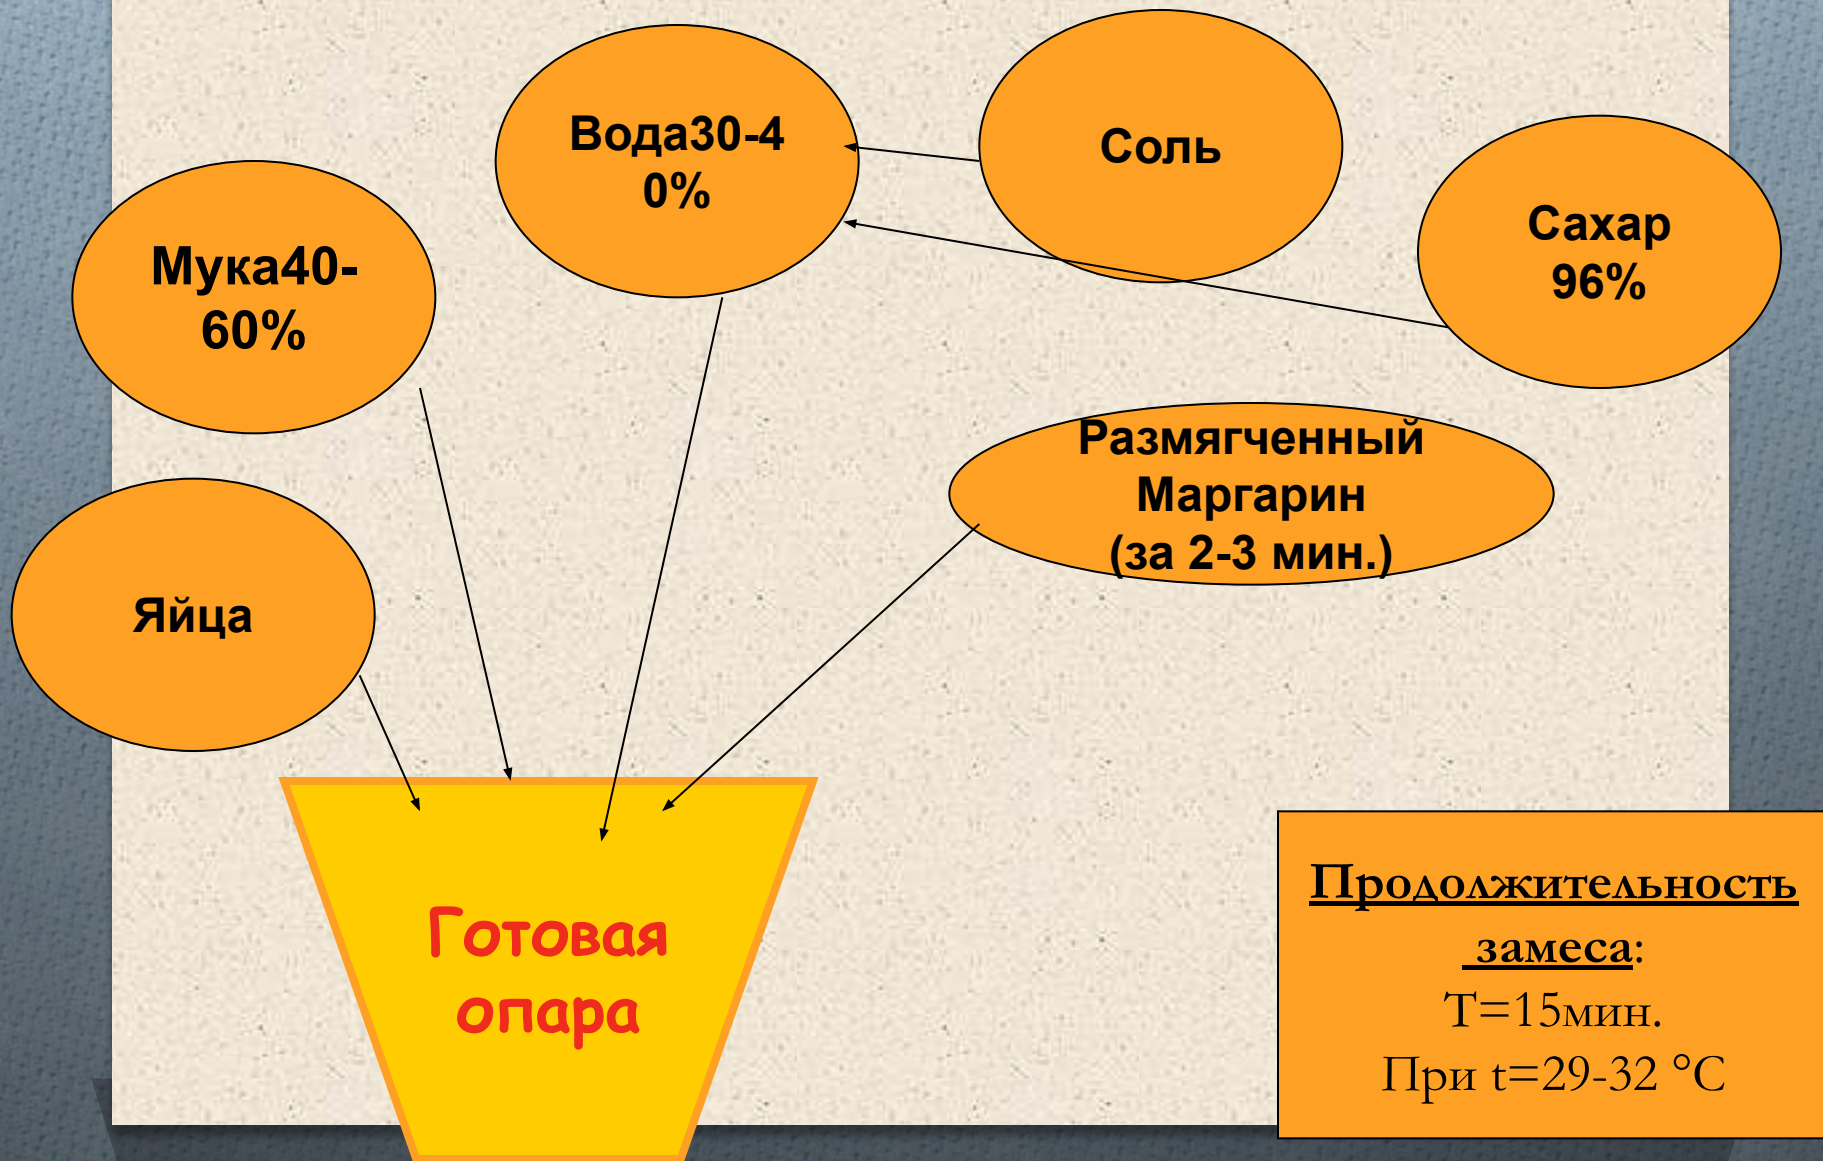 Вода30-4
0%
Соль
Сахар
96%
Мука40-
60%
Размягченный
Маргарин
(за 2-3 мин.)
Яйца
Готовая
опара
Продолжительность
замеса:
Т=15мин.
При t=29-32 °С